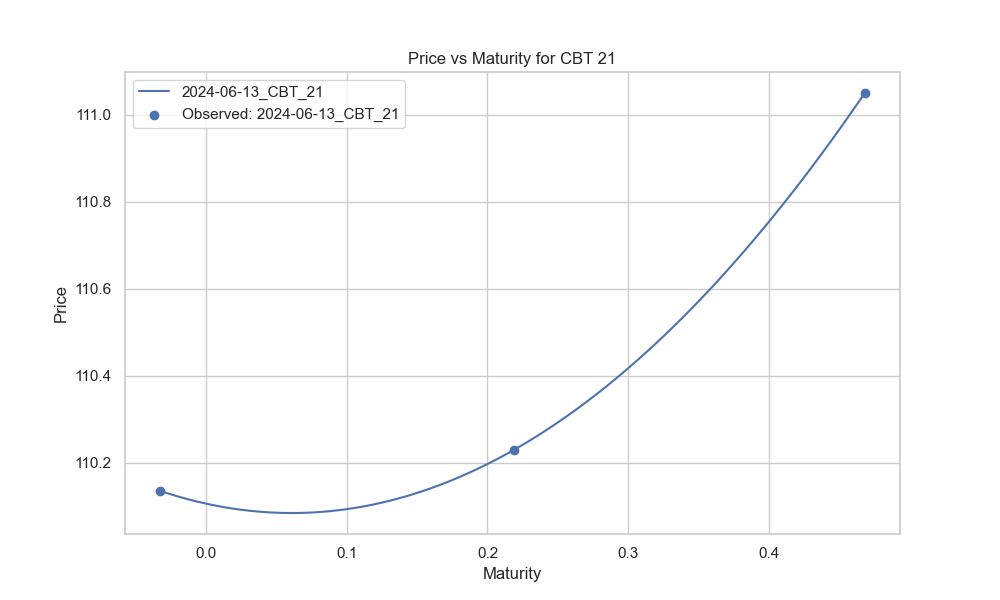 Price vs Maturity for CBT 21
2024-06-13_CBT_21
Observed: 2024-06-13_CBT_21
111.0
110.8
110.6
110.4
110.2
Price
0.0 0.1 0.2 0.3 0.4
Maturity